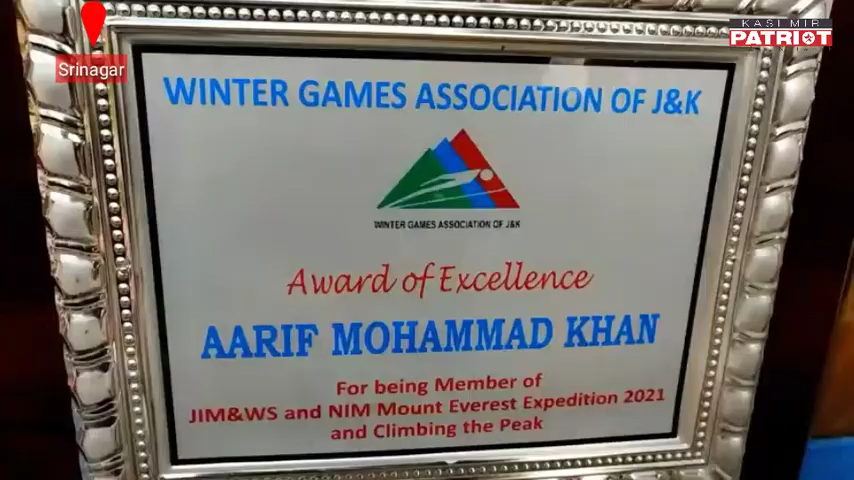 KASHMIR
PATRIOT
Srinagar
WINTER GAMES ASSOCIATION OF J&K
WINTER GAMES ASSOCIATION OF J&K
Award of Excellence
AARIF MOHAMMAD KHAN
For being Member of
JIM&WS and NIM Mount Everest Expedition 2021
and Climbing the Peak